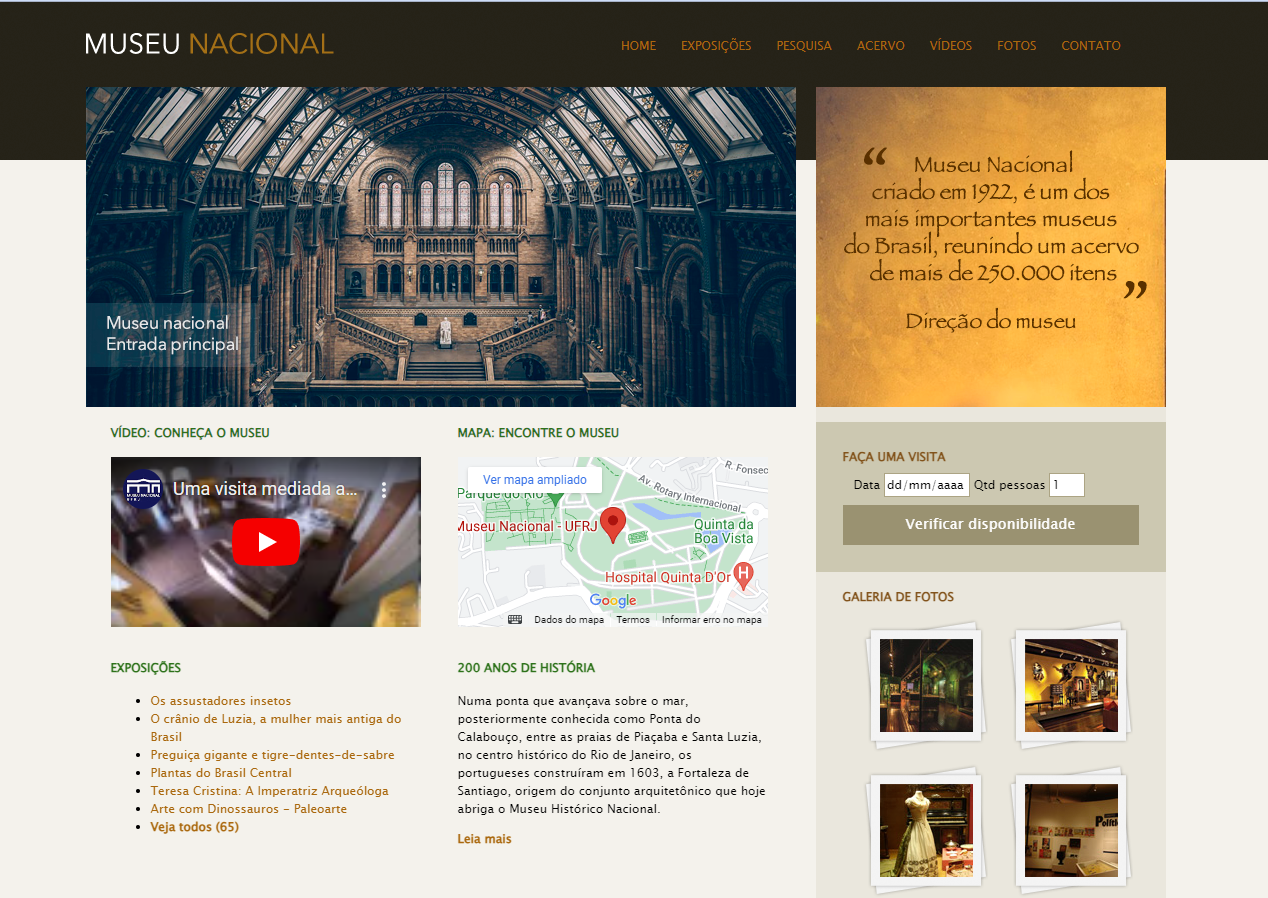 MUSEU NACIONAL
HOME EXPOSIÇÕES PESQUISA ACERVO VÍDEOS FOTOS CONTATO
Museu nacional
Entrada principal
“ Museu Nacional
criado em 1922, é um dos
mais importantes museus
do Brasil, reunindo um acervo
de mais de 250.000 itens ”
Direção do museu
VÍDEO: CONHEÇA O MUSEU
MUSEU NACIONAL
UFRJ
Uma visita mediada a...
MAPA: ENCONTRE O MUSEU
Ver mapa ampliado
R. Fonsec
Av. Rotary Internacional
Parque do Rio
Museu Nacional - UFRJ
Quinta da
Boa Vista
Hospital Quinta D'Or
H
Google
Dados do mapa Termos Informar erro no mapa
FAÇA UMA VISITA
Data dd/mm/aaaa Qtd pessoas 1
Verificar disponibilidade
EXPOSIÇÕES
Os assustadores insetos
O crânio de Luzia, a mulher mais antiga do
Brasil
Preguiça gigante e tigre-dentes-de-sabre
Plantas do Brasil Central
Teresa Cristina: A Imperatriz Arqueóloga
Arte com Dinossauros - Paleoarte
Veja todos (65)
200 ANOS DE HISTÓRIA
Numa ponta que avançava sobre o mar,
posteriormente conhecida como Ponta do
Calabouço, entre as praias de Piaçaba e Santa Luzia,
no centro histórico do Rio de Janeiro, os
portugueses construíram em 1603, a Fortaleza de
Santiago, origem do conjunto arquitetônico que hoje
abriga o Museu Histórico Nacional.
Leia mais
GALERIA DE FOTOS